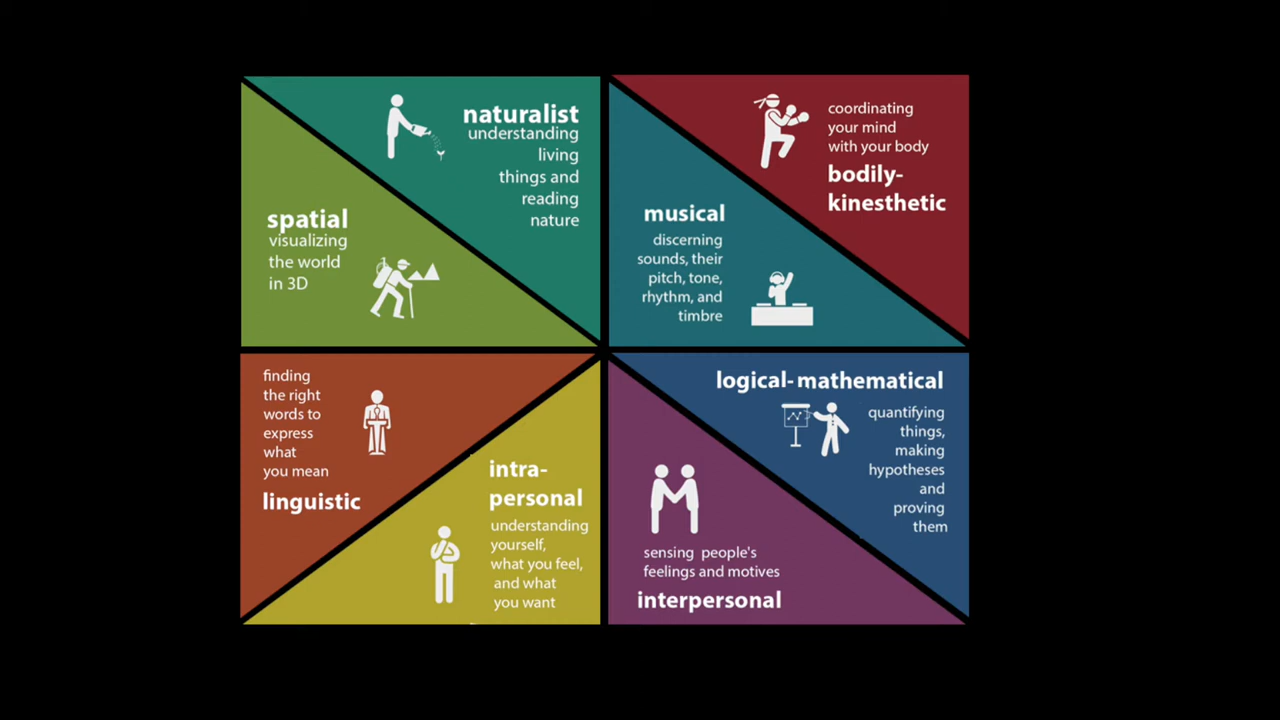 naturalist
understanding
living
things and
reading
nature
spatial
visualizing
the world
in 3D
coordinating
your mind
with your body
bodily-
kinesthetic
musical
discerning
sounds, their
pitch, tone,
rhythm, and
timbre
finding
the right
words to
express
what
you mean
linguistic
intra-
personal
understanding
yourself,
what you feel,
and what
you want
logical-mathematical
quantifying
things,
making
hypotheses
and
proving
them
sensing people's
feelings and motives
interpersonal